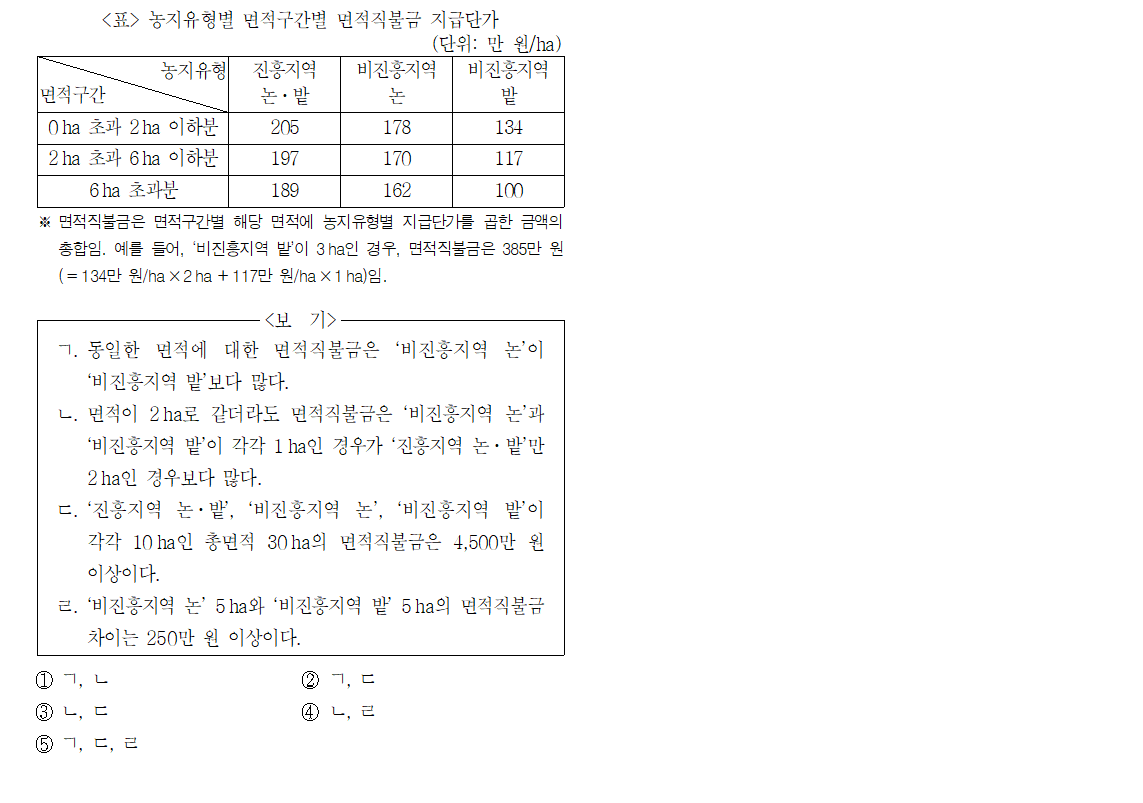 <표> 농지유형별 면적구간별 면적직불금 지급단가
(단위: 만 원/ha)
농지유형
면적구간
진흥지역 논·밭
비진흥지역 논
비진흥지역 밭
0 ha 초과 2 ha 이하분 205 178 134
2 ha 초과 6 ha 이하분 197 170 117
6 ha 초과분 189 162 100
※ 면적직불금은 면적구간별 해당 면적에 농지유형별 지급단가를 곱한 금액의
총합임. 예를 들어, ‘비진흥지역 밭’이 3 ha인 경우, 면적직불금은 385만 원
(=134만 원/ha×2 ha+117만 원/ha×1 ha)임.
<보 기>
ㄱ. 동일한 면적에 대한 면적직불금은 ‘비진흥지역 논’이
‘비진흥지역 밭’보다 많다.
ㄴ. 면적이 2 ha로 같더라도 면적직불금은 ‘비진흥지역 논’과
‘비진흥지역 밭’이 각각 1 ha인 경우가 ‘진흥지역 논·밭’만
2 ha인 경우보다 많다.
ㄷ. ‘진흥지역 논·밭’, ‘비진흥지역 논’, ‘비진흥지역 밭’이
각각 10 ha인 총면적 30 ha의 면적직불금은 4,500만 원
이상이다.
ㄹ. ‘비진흥지역 논’ 5 ha와 ‘비진흥지역 밭’ 5 ha의 면적직불금
차이는 250만 원 이상이다.
① ㄱ, ㄴ
② ㄱ, ㄷ
③ ㄴ, ㄷ
④ ㄴ, ㄹ
⑤ ㄱ, ㄷ, ㄹ